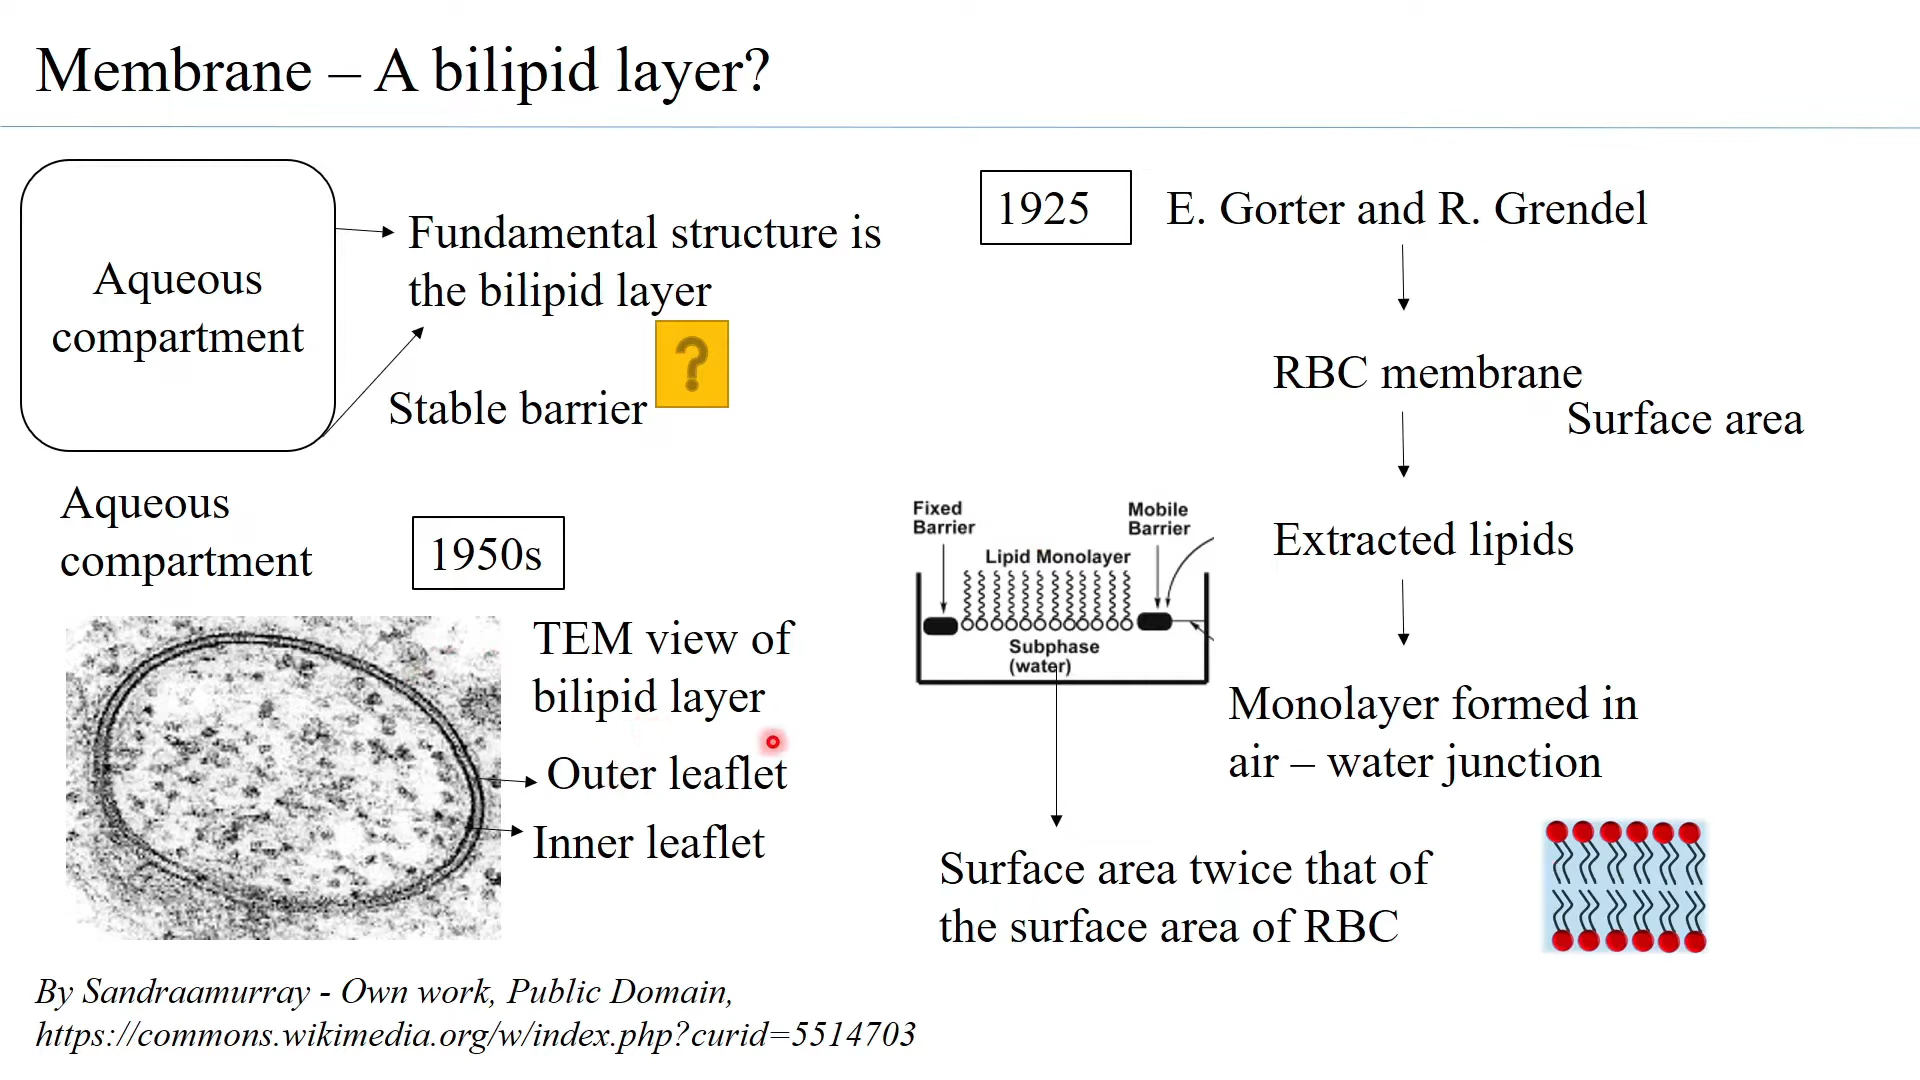 Membrane – A bilipid layer?
Aqueous
compartment
Fundamental structure is
the bilipid layer
?
Stable barrier
Aqueous
compartment
1950s
TEM view of
bilipid layer
Outer leaflet
Inner leaflet
By Sandraamurray - Own work, Public Domain,
https://commons.wikimedia.org/w/index.php?curid=5514703
1925
E. Gorter and R. Grendel
RBC membrane
Surface area
Extracted lipids
Fixed
Barrier
Mobile
Barrier
Lipid Monolayer
Subphase
(water)
Monolayer formed in
air – water junction
Surface area twice that of
the surface area of RBC